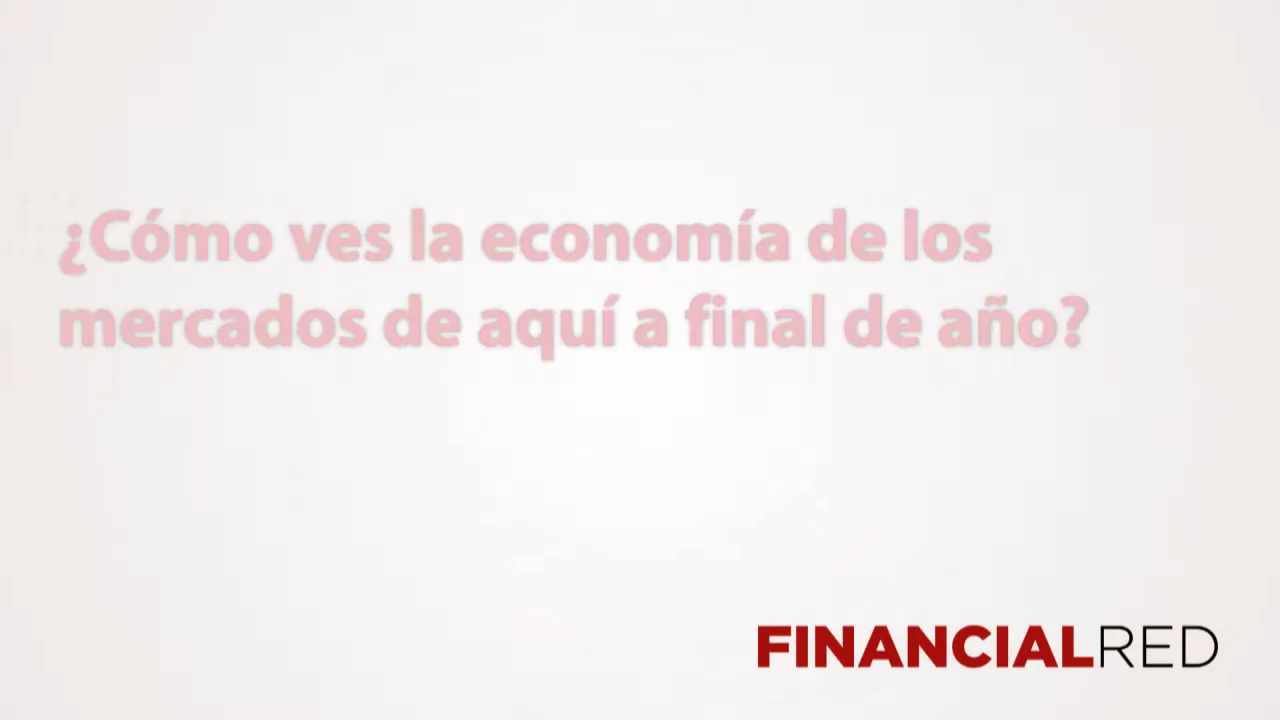 ¿Cómo ves la economía de los
mercados de aquí a final de año?
FINANCIALRED